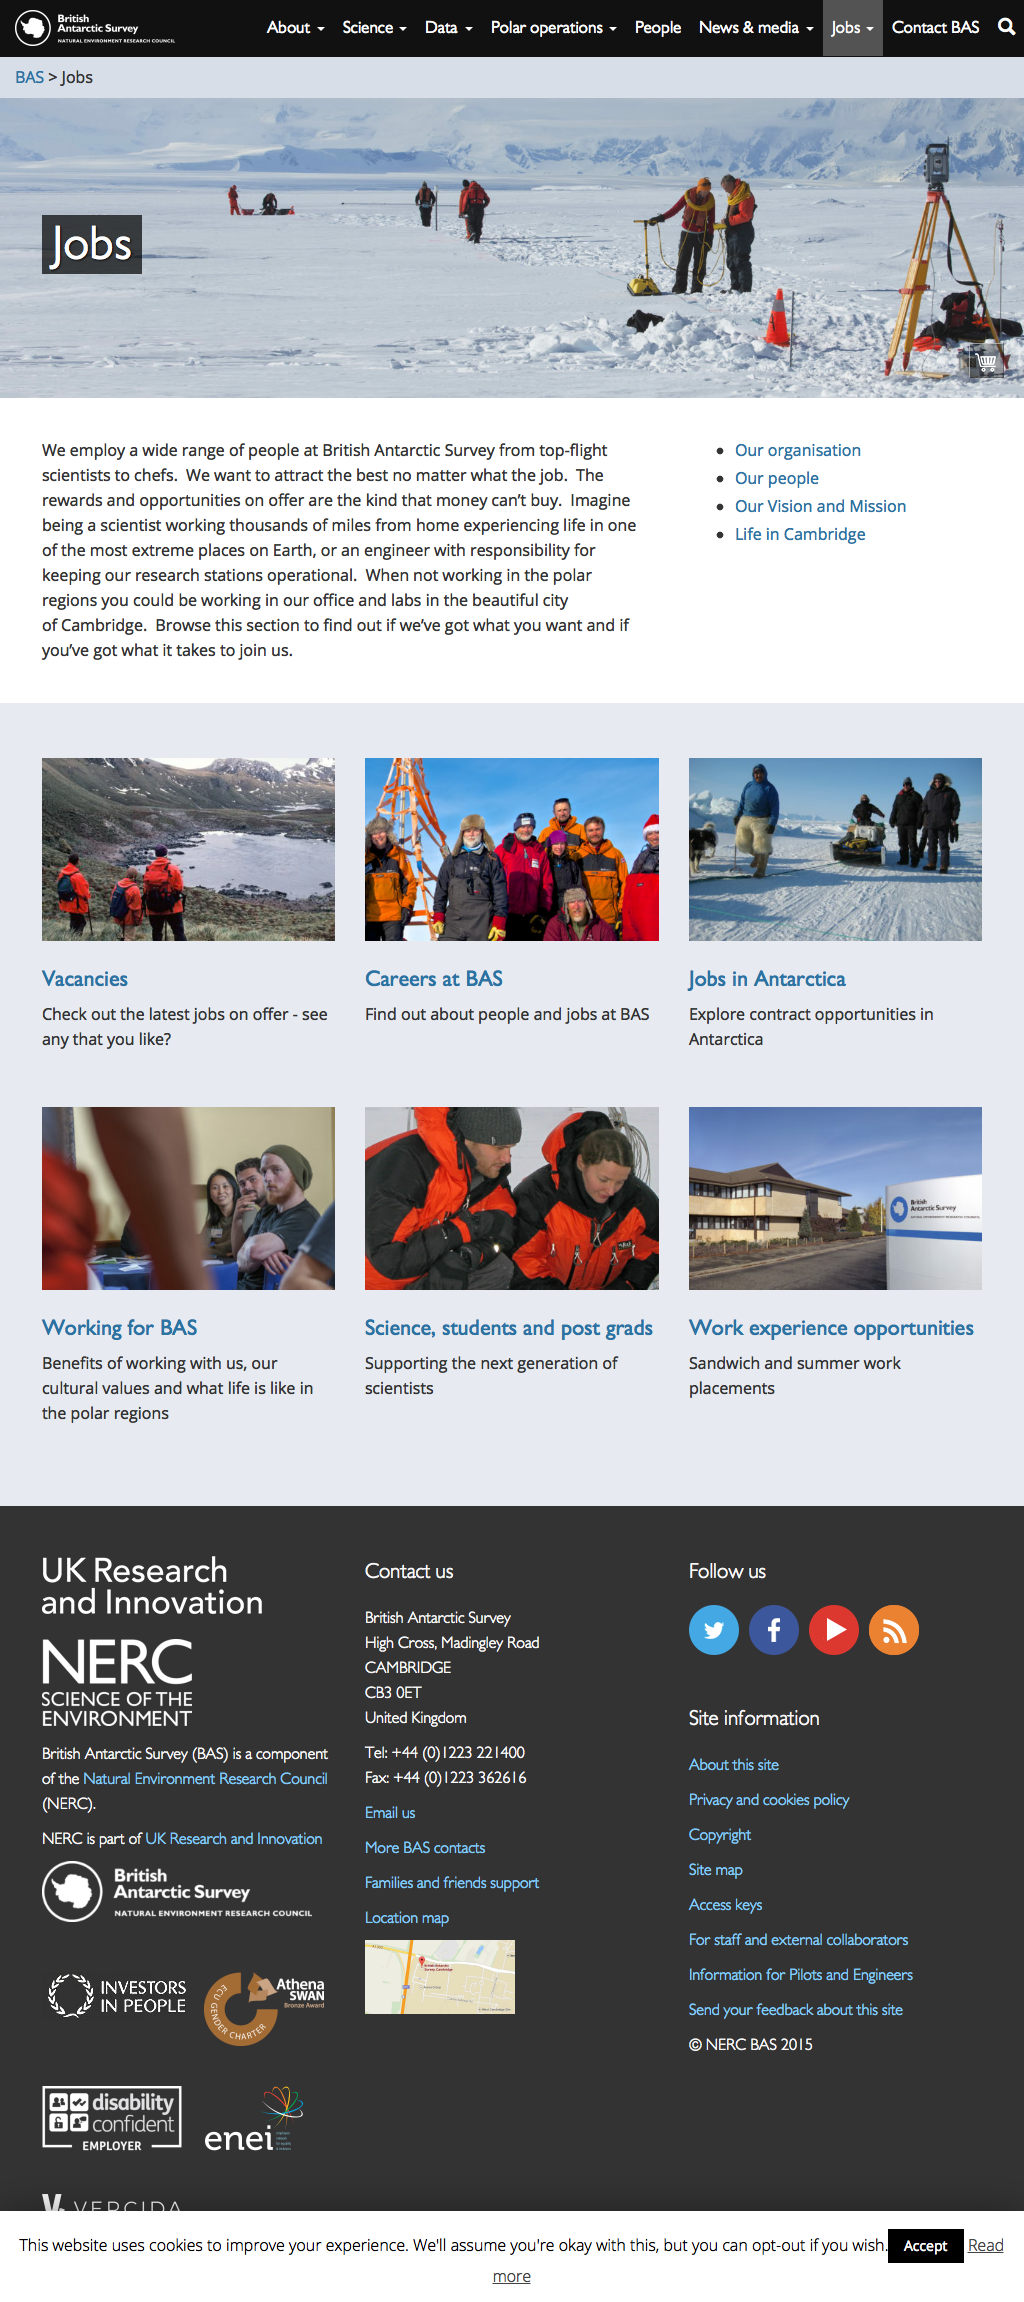 British
Antarctic Survey
NATURAL ENVIRONMENT RESEARCH COUNCIL
About Science Data Polar operations People News & media Jobs Contact BAS
BAS > Jobs
Jobs
We employ a wide range of people at British Antarctic Survey from top-flight
scientists to chefs.  We want to attract the best no matter what the job.  The
rewards and opportunities on offer are the kind that money can’t buy.  Imagine
being a scientist working thousands of miles from home experiencing life in one
of the most extreme places on Earth, or an engineer with responsibility for
keeping our research stations operational.  When not working in the polar
regions you could be working in our office and labs in the beautiful city
of Cambridge.  Browse this section to find out if we’ve got what you want and if
you’ve got what it takes to join us.
Our organisation
Our people
Our Vision and Mission
Life in Cambridge
Vacancies
Check out the latest jobs on offer - see
any that you like?
Careers at BAS
Find out about people and jobs at BAS
Jobs in Antarctica
Explore contract opportunities in
Antarctica
British
Antarctic Survey
NATURAL ENVIRONMENT RESEARCH COUNCIL
Working for BAS
Benefits of working with us, our
cultural values and what life is like in
the polar regions
Science, students and post grads
Supporting the next generation of
scientists
Work experience opportunities
Sandwich and summer work
placements
UK Research
and Innovation
NERC
SCIENCE OF THE
ENVIRONMENT
British Antarctic Survey (BAS) is a component
of the Natural Environment Research Council
(NERC).
NERC is part of UK Research and Innovation
British
Antarctic Survey
NATURAL ENVIRONMENT RESEARCH COUNCIL
INVESTORS
IN PEOPLE
Athena
SWAN
Bronze Award
ECU GENDER CHARTER
disability
confident
EMPLOYER
enei
VERCIDA
Contact us
British Antarctic Survey
High Cross, Madingley Road
CAMBRIDGE
CB3 0ET
United Kingdom
Tel: +44 (0)1223 221400
Fax: +44 (0)1223 362616
Email us
More BAS contacts
Families and friends support
Location map
Follow us
Site information
About this site
Privacy and cookies policy
Copyright
Site map
Access keys
For staff and external collaborators
Information for Pilots and Engineers
Send your feedback about this site
© NERC BAS 2015
This website uses cookies to improve your experience. We'll assume you're okay with this, but you can opt-out if you wish. Accept Read
more